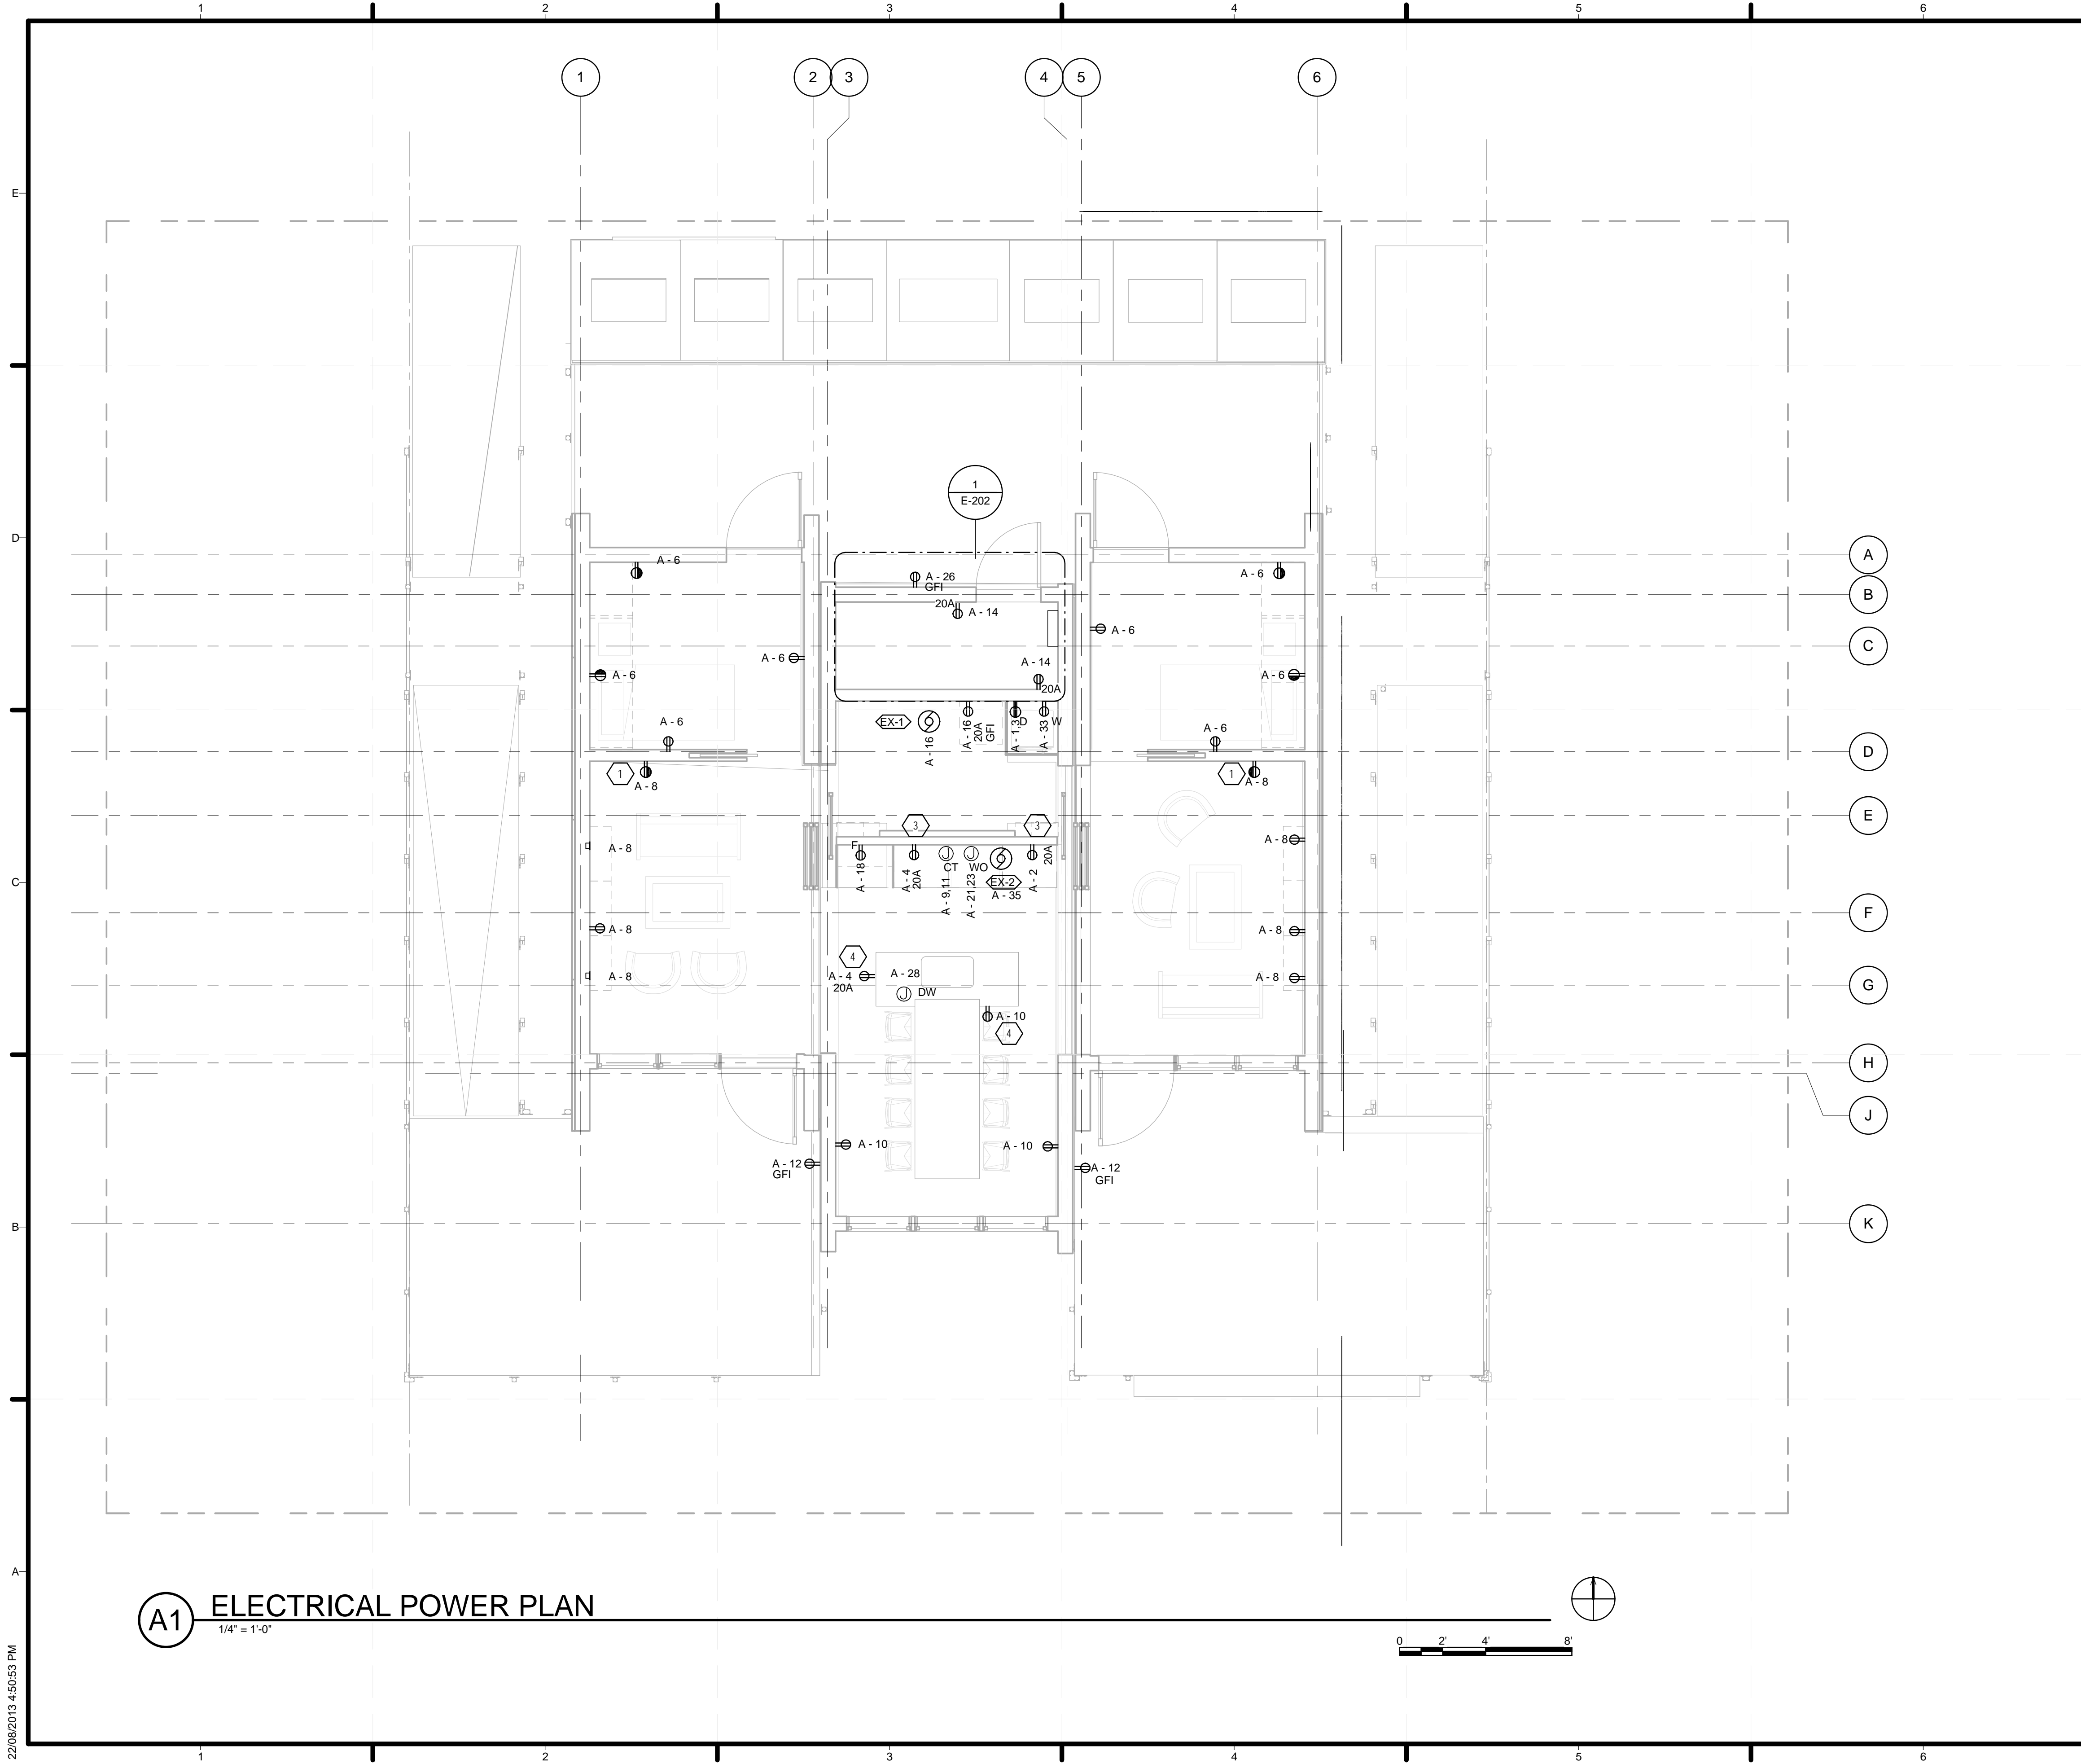 1 2 3 4 5 6
1 2 3 4 5 6
E
D
C
B
A
A
B
C
D
E
F
G
H
J
K
1
E-202
A - 6
A - 26
GFI
A - 6
20A
A - 14
A - 6
A - 6
A - 14
A - 6
A - 6
20A
A - 6
EX-1
A - 16
A - 16
20A
GFI
D
A - 1,3
W
A - 33
A - 6
1
A - 8
1
A - 8
3
3
A - 8
F
A - 18
A - 4
20A
CT
A - 9,11
WO
A - 21,23
EX-2
A - 35
A - 2
20A
A - 8
A - 8
A - 8
4
A - 4
20A
A - 28
DW
A - 8
A - 8
A - 10
4
A - 10
A - 10
A - 12
GFI
A - 12
GFI
A1
ELECTRICAL POWER PLAN
1/4" = 1'-0"
0 2' 4' 8'
22/08/2013 4:50:53 PM
1 2 3 4 5 6